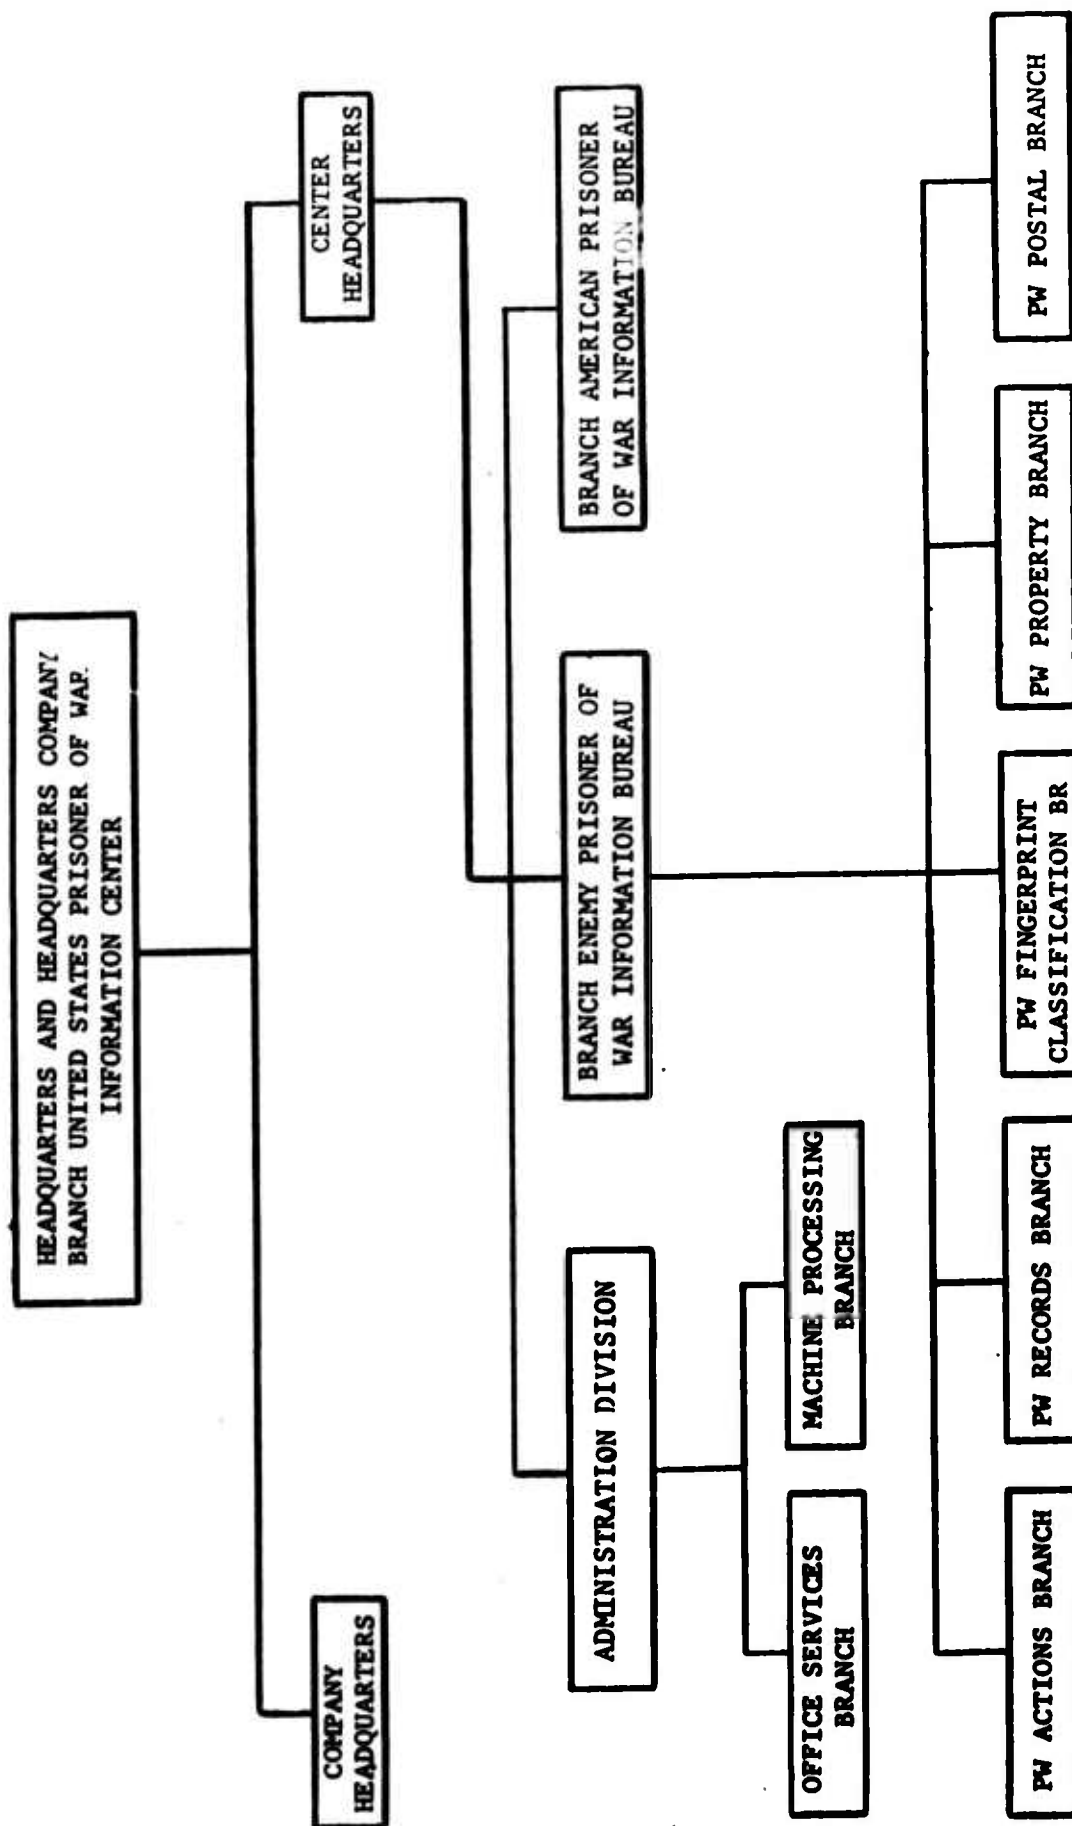 HEADQUARTERS AND HEADQUARTERS COMPANY
BRANCH UNITED STATES PRISONER OF WAR.
INFORMATION CENTER
COMPANY
HEADQUARTERS
CENTER
HEADQUARTERS
ADMINISTRATION DIVISION
BRANCH ENEMY PRISONER OF
WAR INFORMATION BUREAU
BRANCH AMERICAN PRISONER
OF WAR INFORMATION BUREAU
OFFICE SERVICES
BRANCH
MACHINE PROCESSING
BRANCH
PW ACTIONS BRANCH
PW RECORDS BRANCH
PW FINGERPRINT
CLASSIFICATION BR
PW PROPERTY BRANCH
PW POSTAL BRANCH